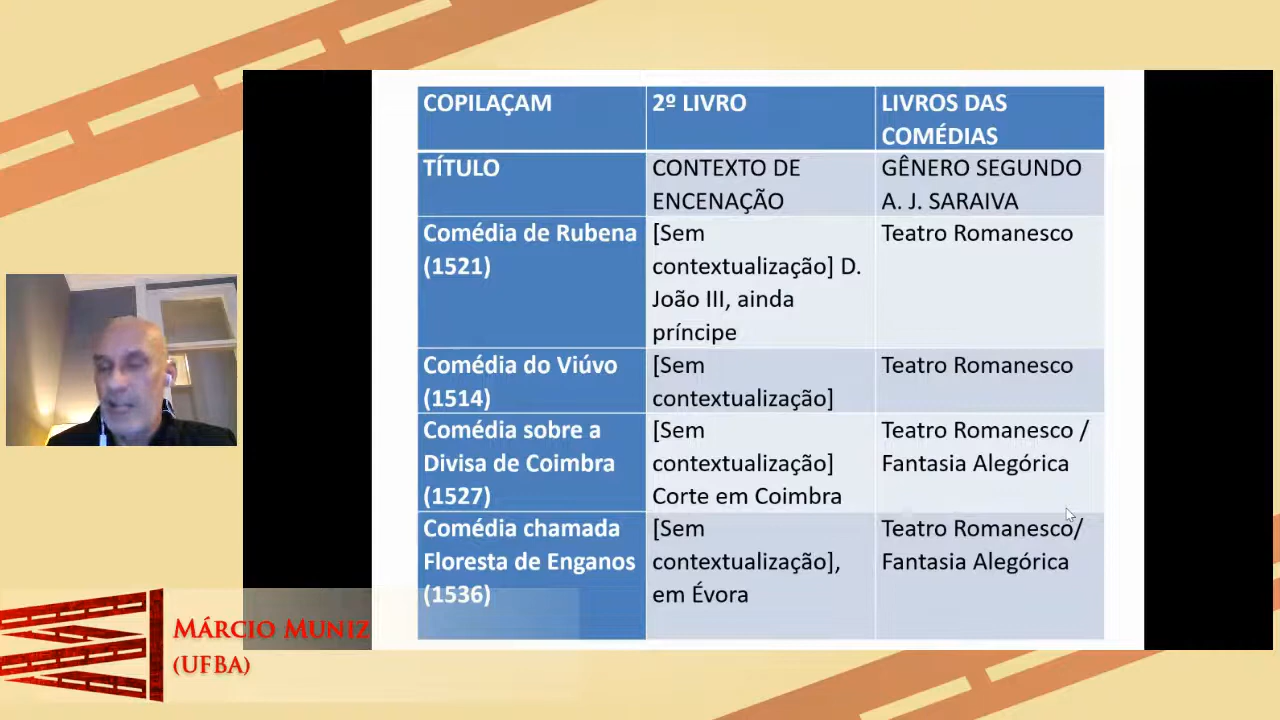 COPILAÇAM
2º LIVRO
LIVROS DAS
COMÉDIAS
TÍTULO
CONTEXTO DE
ENCENAÇÃO
GÊNERO SEGUNDO
A. J. SARAIVA
Comédia de Rubena
(1521)
[Sem
contextualização] D.
João III, ainda
príncipe
Teatro Romanesco
Comédia do Viúvo
(1514)
[Sem
contextualização]
Teatro Romanesco
Comédia sobre a
Divisa de Coimbra
(1527)
[Sem
contextualização]
Corte em Coimbra
Teatro Romanesco /
Fantasia Alegórica
Comédia chamada
Floresta de Enganos
(1536)
[Sem
contextualização],
em Évora
Teatro Romanesco/
Fantasia Alegórica
MÁRCIO MUNIZ
(UFBA)